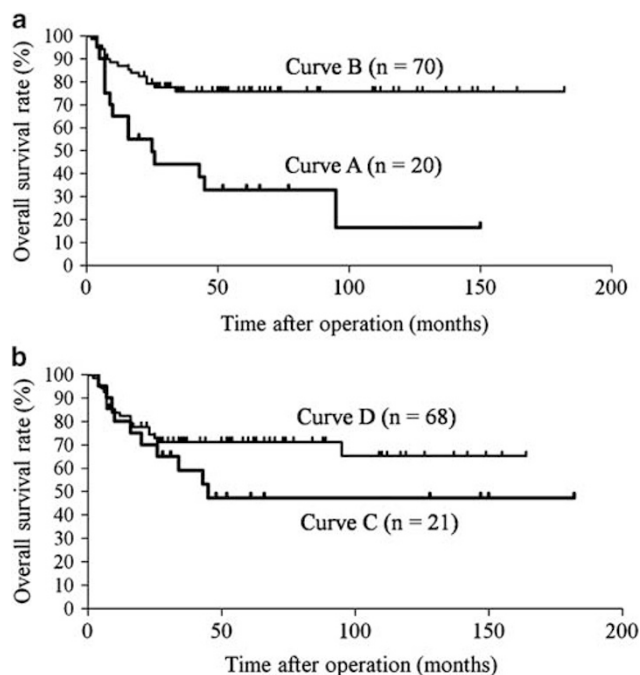 a
Overall survival rate (%)
100
90
80
70
60
50
40
30
20
10
0
Curve B (n = 70)
Curve A (n = 20)
0 50 100 150 200
Time after operation (months)
b
Overall survival rate (%)
100
90
80
70
60
50
40
30
20
10
0
Curve D (n = 68)
Curve C (n = 21)
0 50 100 150 200
Time after operation (months)